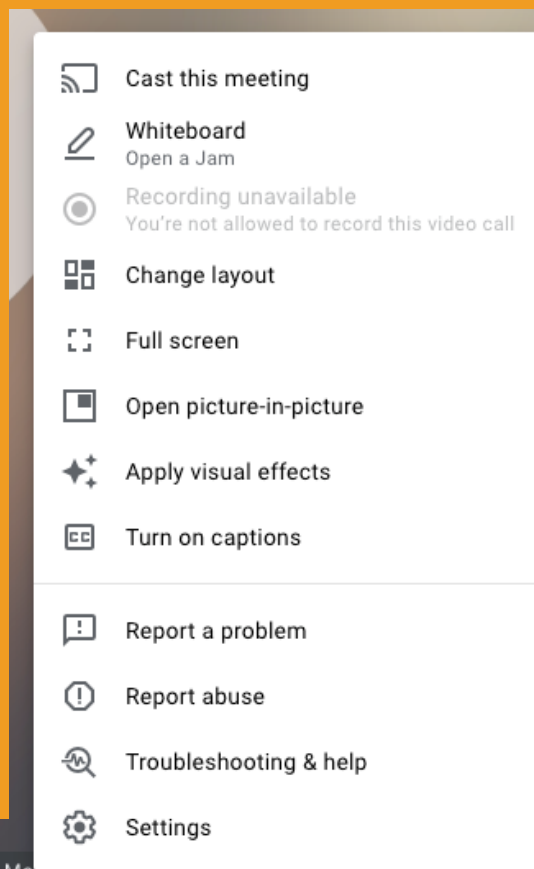 Cast this meeting
Whiteboard
Open a Jam
Recording unavailable
You're not allowed to record this video call
Change layout
Full screen
Open picture-in-picture
Apply visual effects
CC
Turn on captions
Report a problem
Report abuse
Troubleshooting & help
Settings